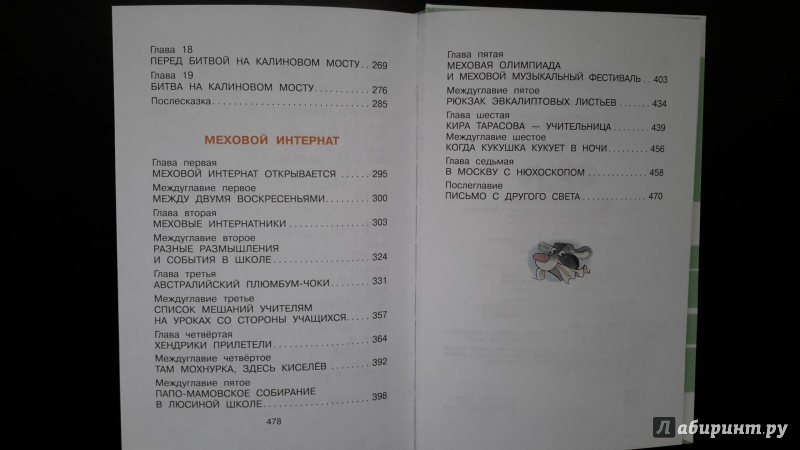 Глава 18
ПЕРЕД БИТВОЙ НА КАЛИНОВОМ МОСТУ. . 269
Глава 19
БИТВА НА КАЛИНОВОМ МОСТУ. . . . . . . . 276
Послесказка . . . . . . . . . . . . . . . . . . . . . . 285
МЕХОВОЙ ИНТЕРНАТ
Глава первая
МЕХОВОЙ ИНТЕРНАТ ОТКРЫВАЕТСЯ . . . . . 295
Междуглавие первое
МЕЖДУ ДВУМЯ ВОСКРЕСЕНЬЯМИ. . . . . . . 300
Глава вторая
МЕХОВЫЕ ИНТЕРНАТНИКИ . . . . . . . . . . . . 303
Междуглавие второе
РАЗНЫЕ РАЗМЫШЛЕНИЯ
И СОБЫТИЯ В ШКОЛЕ . . . . . . . . . . . . . . . 324
Глава третья
АВСТРАЛИЙСКИЙ ПЛЮМБУМ-ЧОКИ . . . . . . 331
Междуглавие третье
СПИСОК МЕШАНИЙ УЧИТЕЛЯМ
НА УРОКАХ СО СТОРОНЫ УЧАЩИХСЯ. . . . 357
Глава четвёртая
ХЕНДРИКИ ПРИЛЕТЕЛИ . . . . . . . . . . . . . . 364
Междуглавие четвёртое
ТАМ МОХНУРКА, ЗДЕСЬ КИСЕЛЁВ . . . . . . 392
Междуглавие пятое
ПАПО-МАМОВСКОЕ СОБИРАНИЕ
В ЛЮСИНОЙ ШКОЛЕ . . . . . . . . . . . . . . . . 398
478
Глава пятая
МЕХОВАЯ ОЛИМПИАДА
И МЕХОВОЙ МУЗЫКАЛЬНЫЙ ФЕСТИВАЛЬ . . 403
Междуглавие пятое
РЮКЗАК ЭВКАЛИПТОВЫХ ЛИСТЬЕВ . . . . . 434
Глава шестая
КИРА ТАРАСОВА — УЧИТЕЛЬНИЦА . . . . . . 439
Междуглавие шестое
КОГДА КУКУШКА КУКУЕТ В НОЧИ. . . . . . . 456
Глава седьмая
В МОСКВУ С НЮХОСКОПОМ . . . . . . . . . . 458
Послеглавие
ПИСЬМО С ДРУГОГО СВЕТА . . . . . . . . . . . 470
Лабиринт.ру